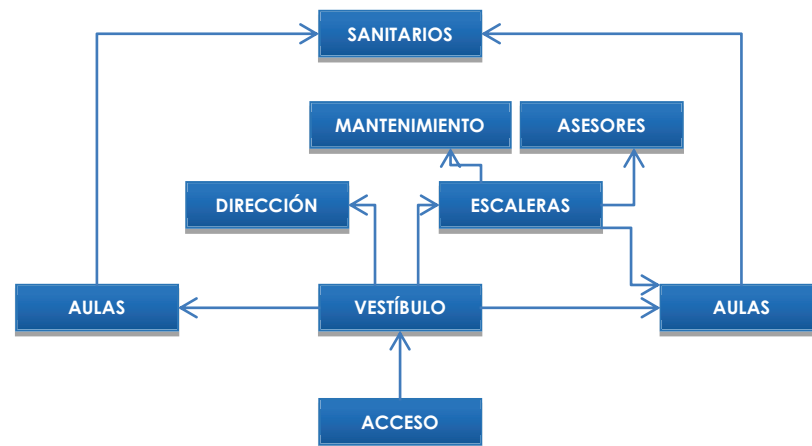 SANITARIOS
MANTENIMIENTO
ASESORES
DIRECCIÓN
ESCALERAS
AULAS
VESTÍBULO
AULAS
ACCESO